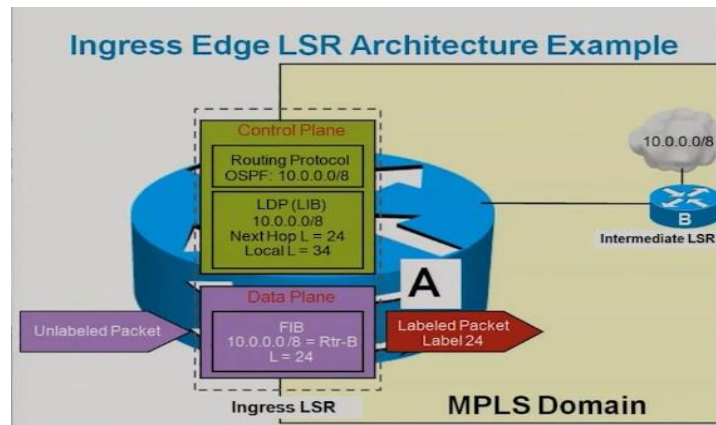 Ingress Edge LSR Architecture Example
Control Plane
Routing Protocol
OSPF: 10.0.0.0/8
LDP (LIB)
10.0.0.0/8
Next Hop L = 24
Local L = 34
10.0.0.0/8
B
Intermediate LSR
A
Data Plane
Unlabeled Packet
FIB
10.0.0.0/8 = Rtr-B
L = 24
Labeled Packet
Label 24
Ingress LSR
MPLS Domain